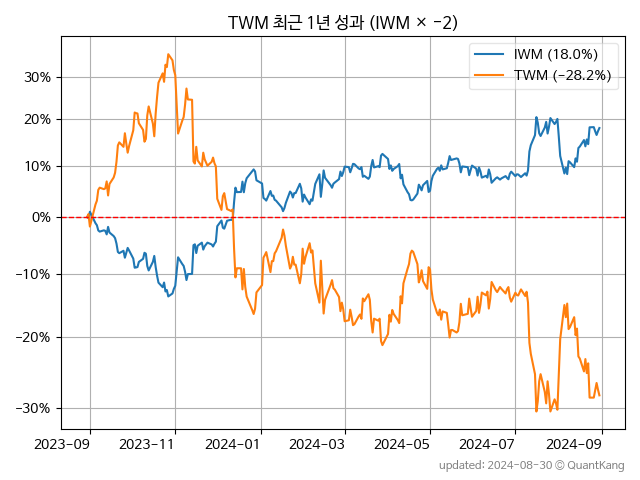 TWM 최근 1년 성과 (IWM × −2)
IWM (18.0%)
TWM (−28.2%)
30%
20%
10%
0%
−10%
−20%
−30%
2023-09 2023-11 2024-01 2024-03 2024-05 2024-07 2024-09
updated: 2024-08-30 © QuantKang